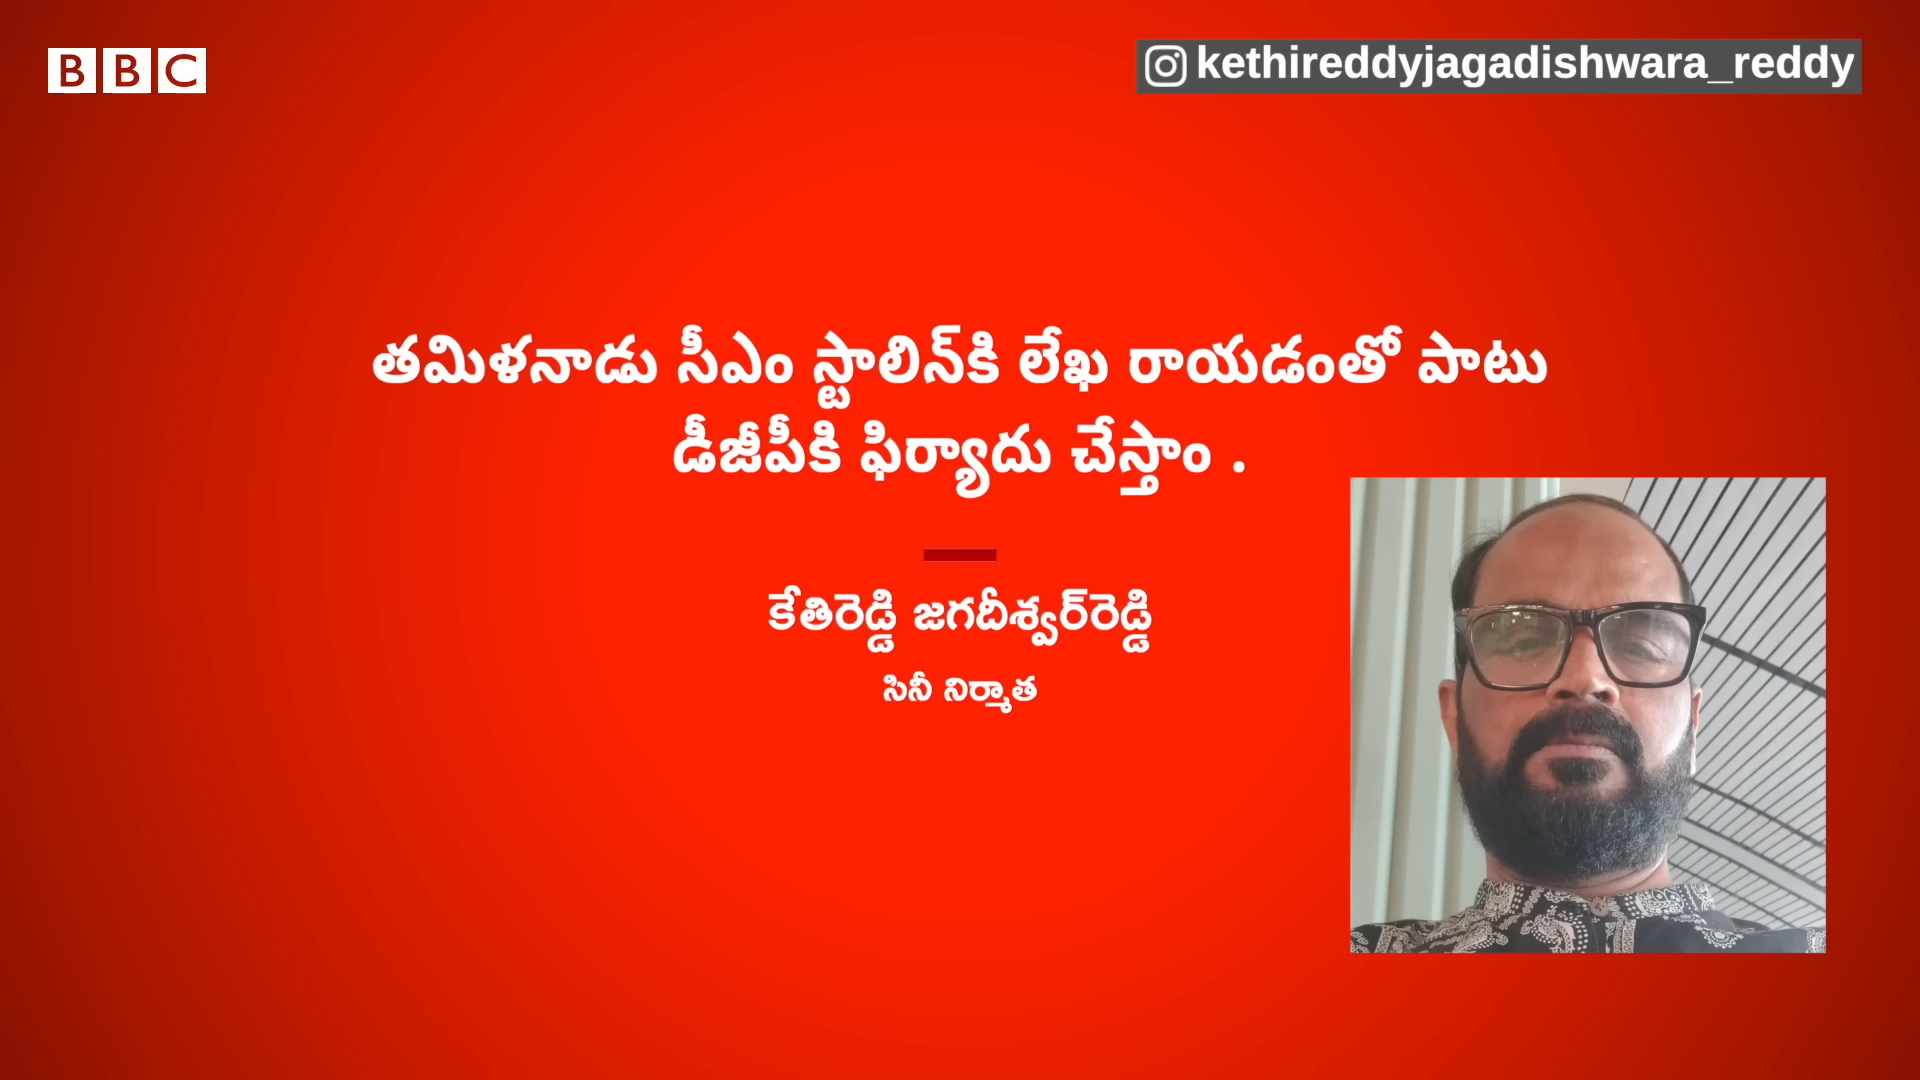 BBC
kethireddyjagadishwara_reddy
తమిళనాడు సీఎం స్టాలిన్‌కి లేఖ రాయడంతో పాటు
డీజీపీకి ఫిర్యాదు చేస్తాం .
కేతిరెడ్డి జగదీశ్వర్‌రెడ్డి
సినీ నిర్మాత